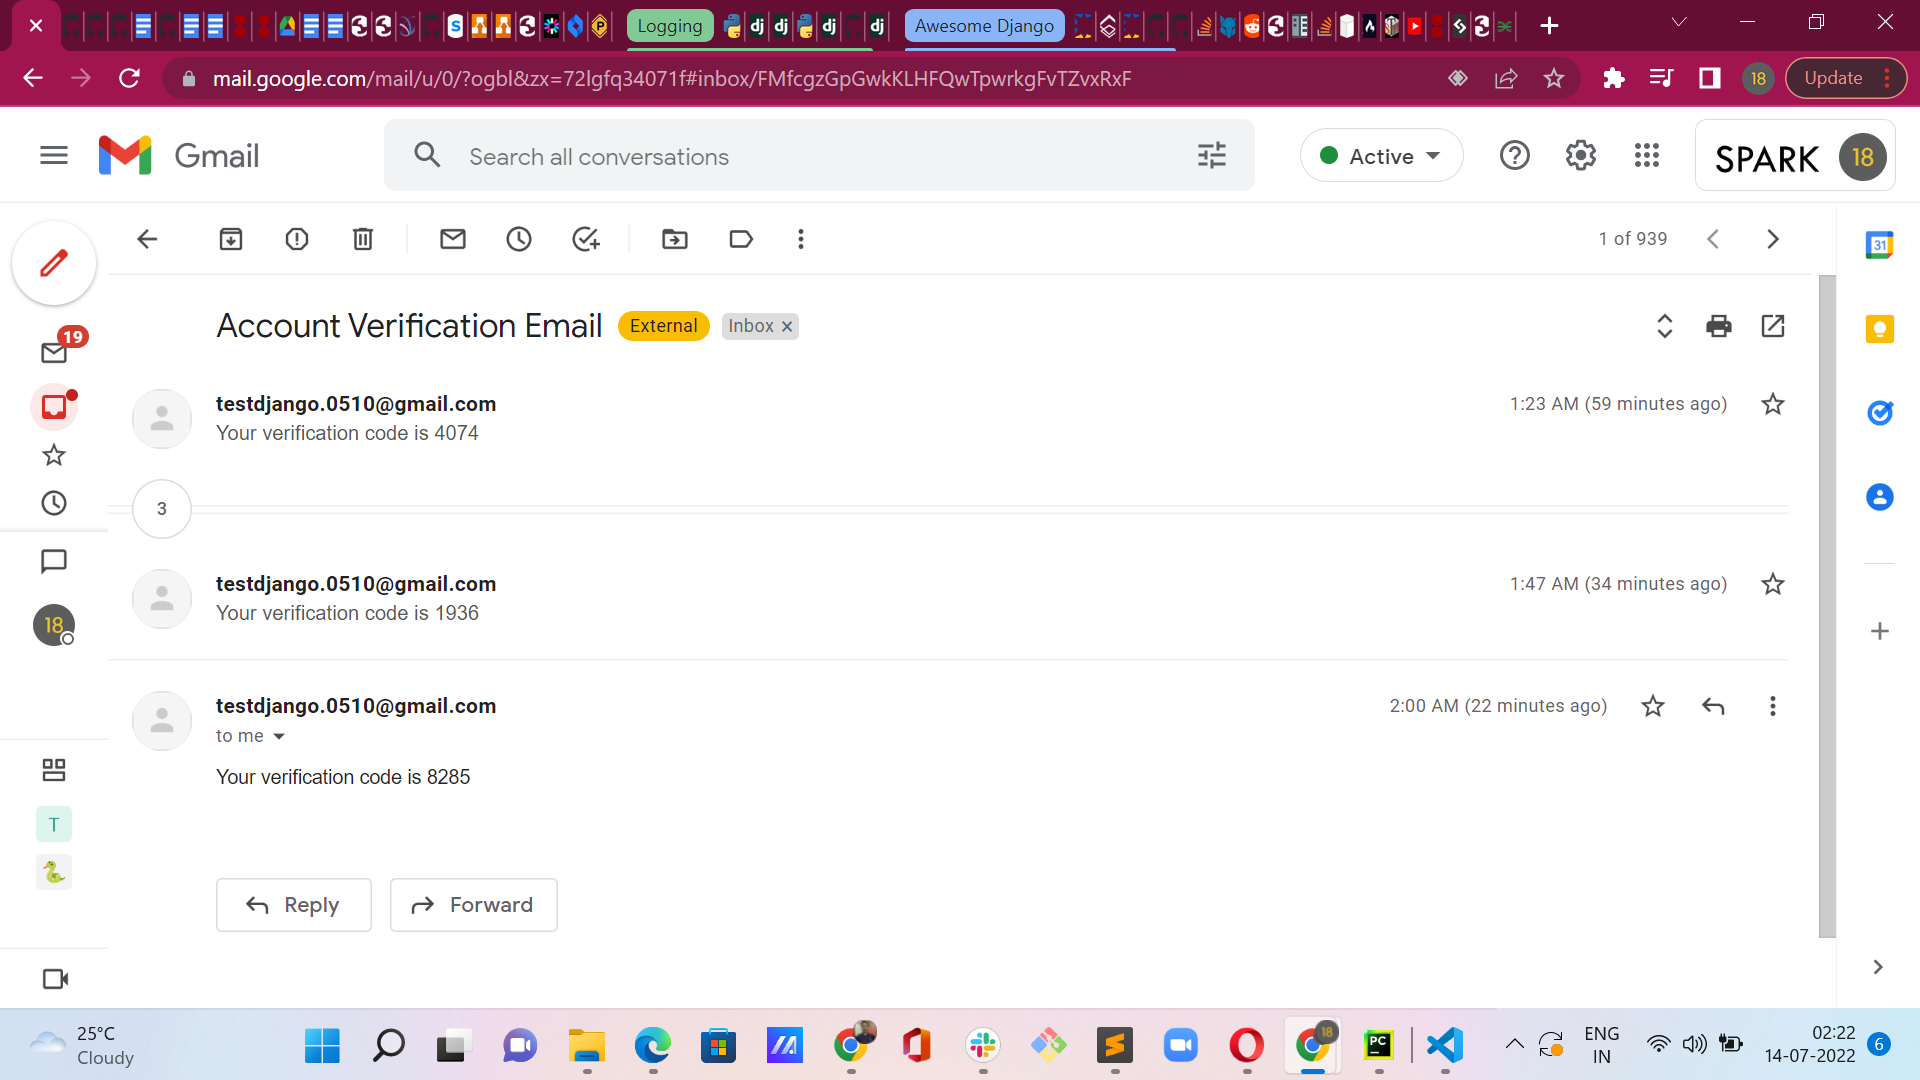 Logging
Awesome Django
mail.google.com/mail/u/0/?ogbl&zx=72lgfq34071f#inbox/FMfcgzGpGwkKLHFQwTpwrkgFvTZvxRxF
18
Update
Gmail
Search all conversations
Active
SPARK
18
1 of 939
31
19
Account Verification Email
External
Inbox
testdjango.0510@gmail.com
1:23 AM (59 minutes ago)
Your verification code is 4074
3
testdjango.0510@gmail.com
1:47 AM (34 minutes ago)
Your verification code is 1936
18
testdjango.0510@gmail.com
2:00 AM (22 minutes ago)
to me
Your verification code is 8285
T
Reply
Forward
25°C
Cloudy
18
PC
ENG
IN
02:22
14-07-2022
6